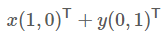 x(1,0)ᵀ + y(0,1)ᵀ